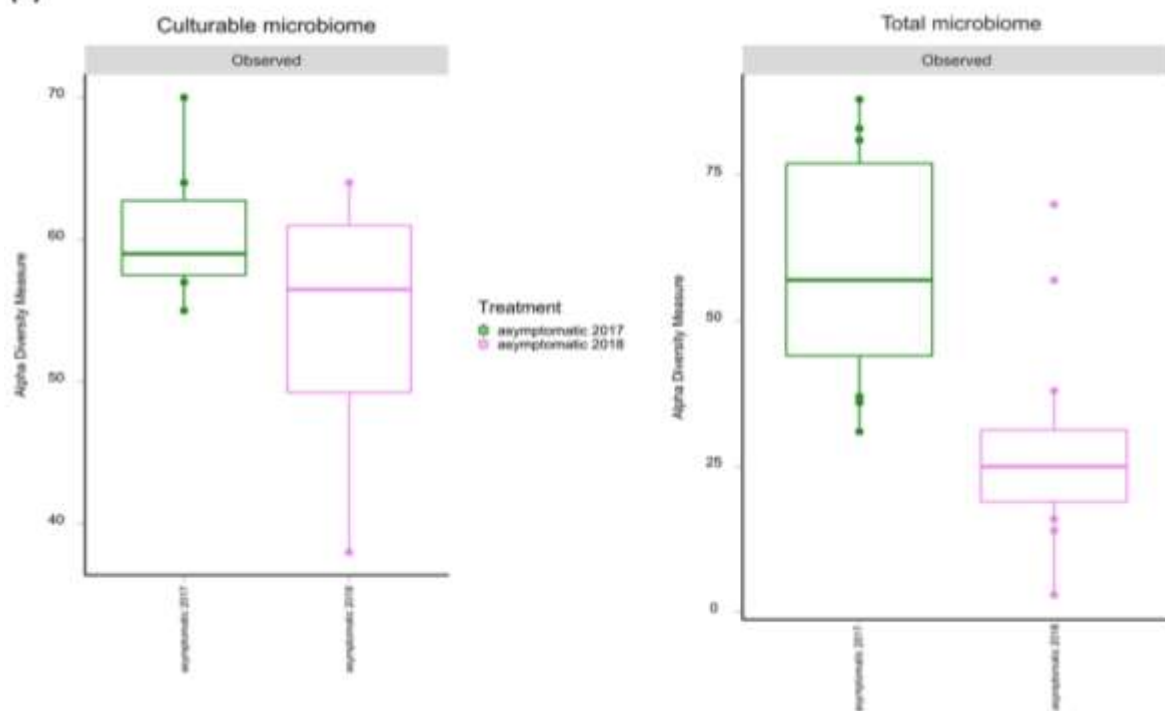 Culturable microbiome
Observed
70
60
50
40
Alpha Diversity Measure
asymptomatic 2017
asymptomatic 2018
Treatment
asymptomatic 2017
asymptomatic 2018
Total microbiome
Observed
75
50
25
0
Alpha Diversity Measure
asymptomatic 2017
asymptomatic 2018